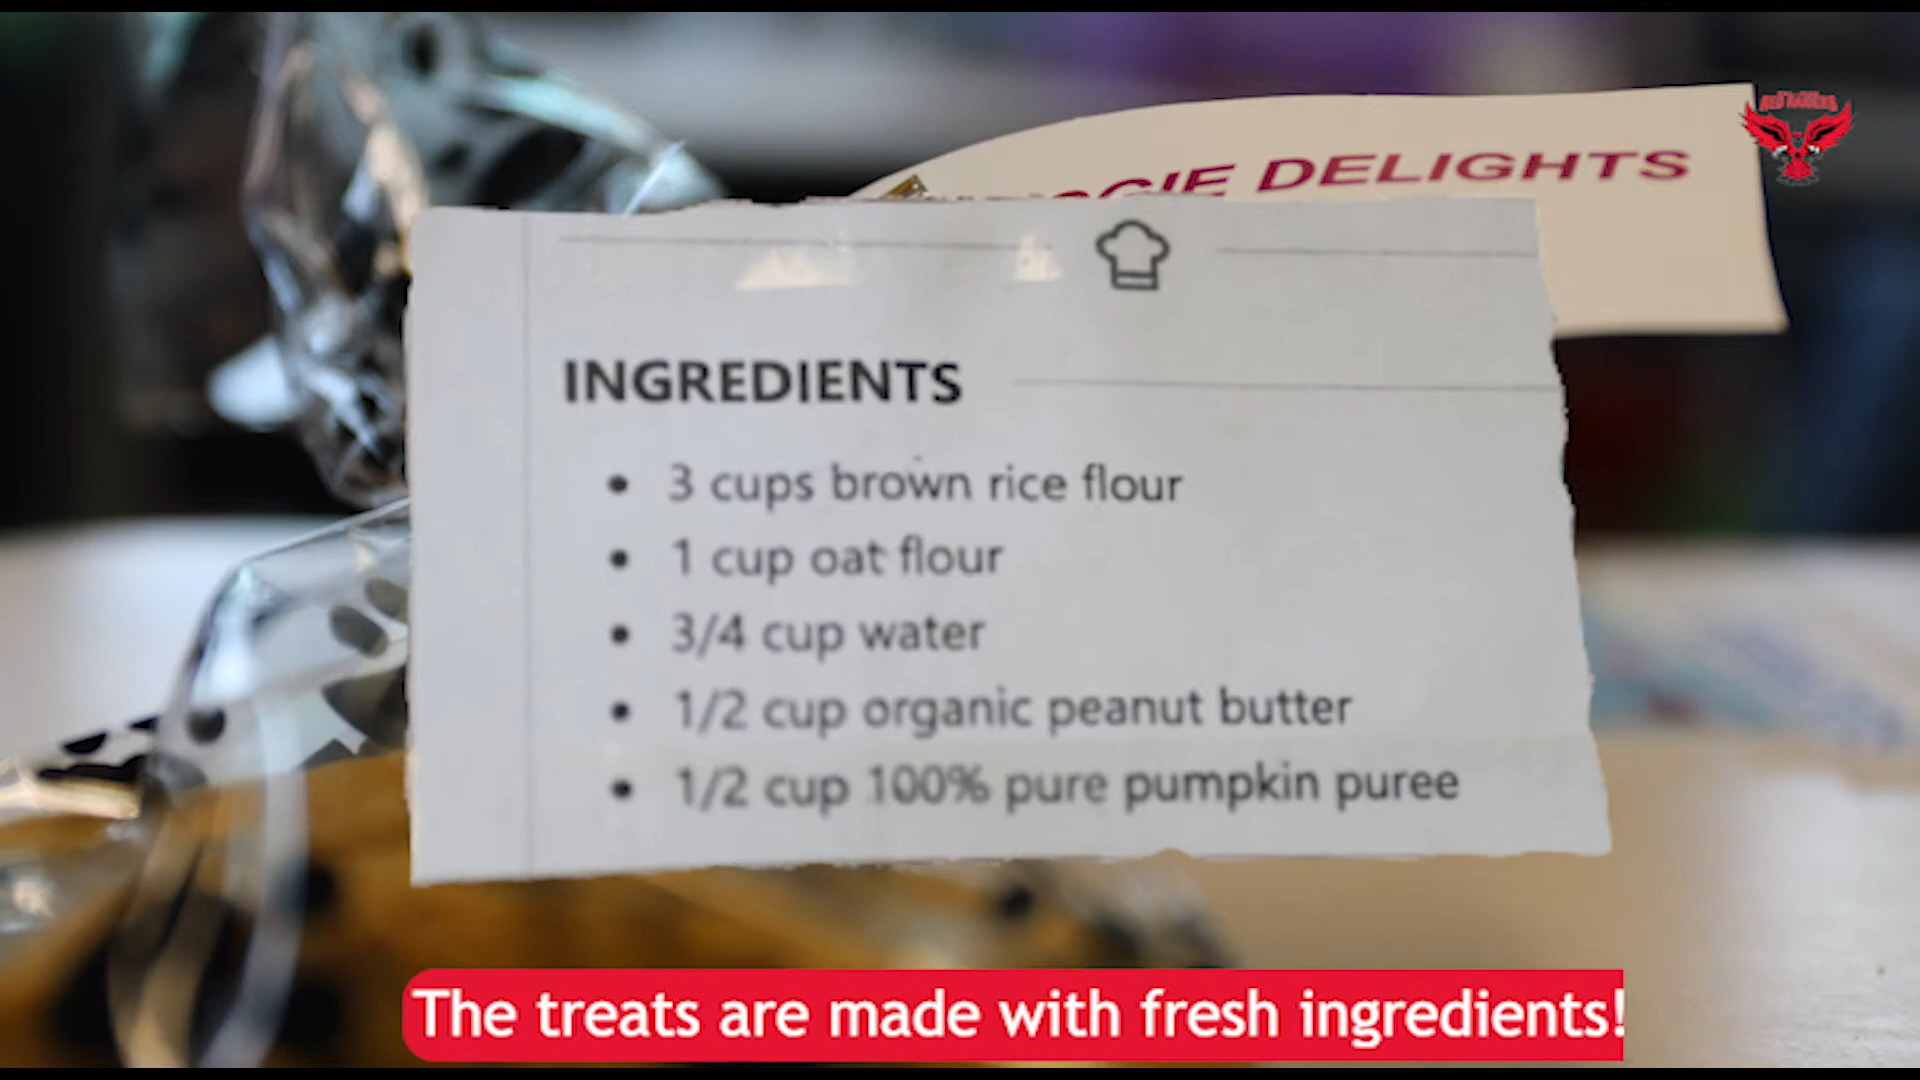 DELIGHTS
INGREDIENTS
• 3 cups brown rice flour
• 1 cup oat flour
• 3/4 cup water
• 1/2 cup organic peanut butter
• 1/2 cup 100% pure pumpkin puree
The treats are made with fresh ingredients!